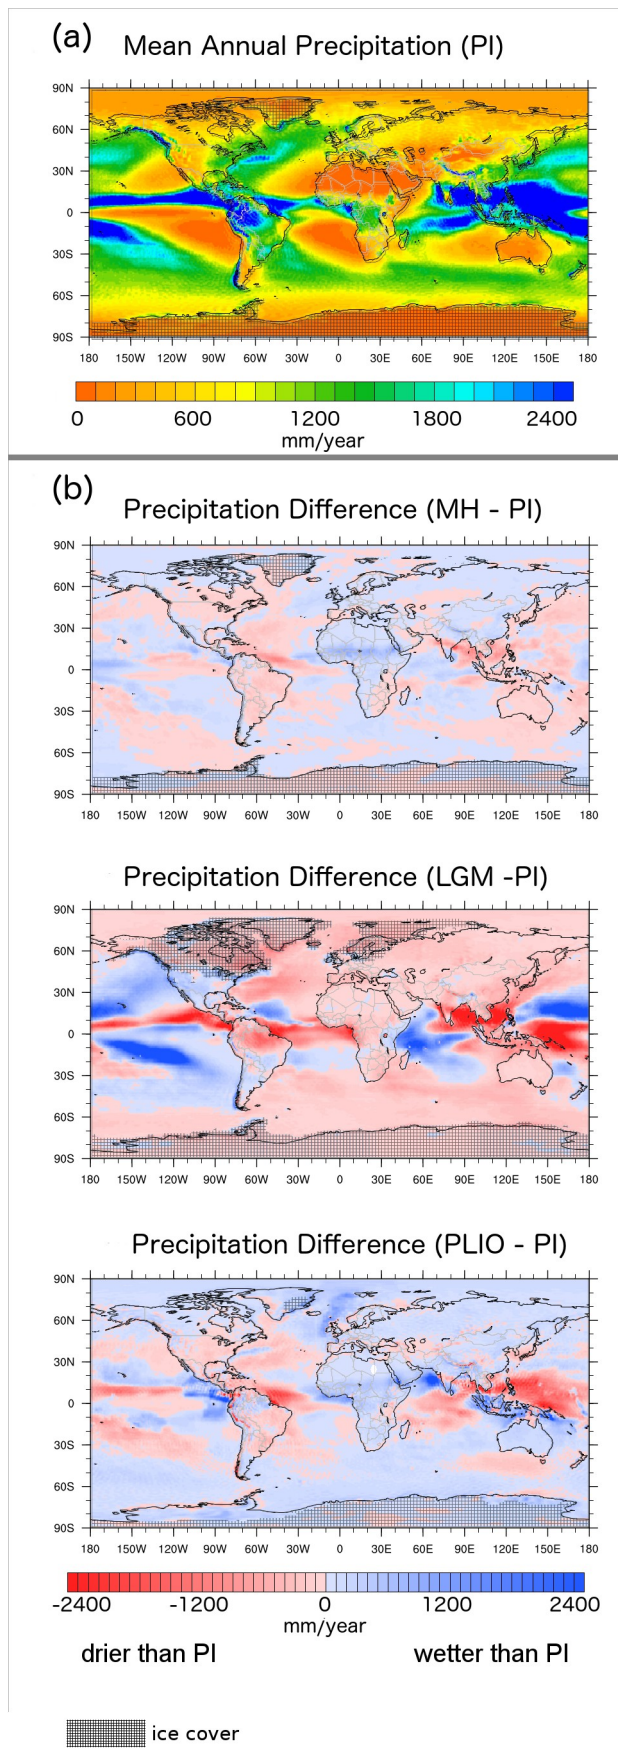 (a)
Mean Annual Precipitation (PI)
90N
60N
30N
0
30S
60S
90S
180 150W 120W 90W 60W 30W 0 30E 60E 90E 120E 150E 180
0 600 1200 1800 2400
mm/year
(b)
Precipitation Difference (MH - PI)
90N
60N
30N
0
30S
60S
90S
180 150W 120W 90W 60W 30W 0 30E 60E 90E 120E 150E 180
Precipitation Difference (LGM -PI)
90N
60N
30N
0
30S
60S
90S
180 150W 120W 90W 60W 30W 0 30E 60E 90E 120E 150E 180
Precipitation Difference (PLIO - PI)
90N
60N
30N
0
30S
60S
90S
180 150W 120W 90W 60W 30W 0 30E 60E 90E 120E 150E 180
-2400 -1200 0 1200 2400
mm/year
drier than PI wetter than PI
ice cover